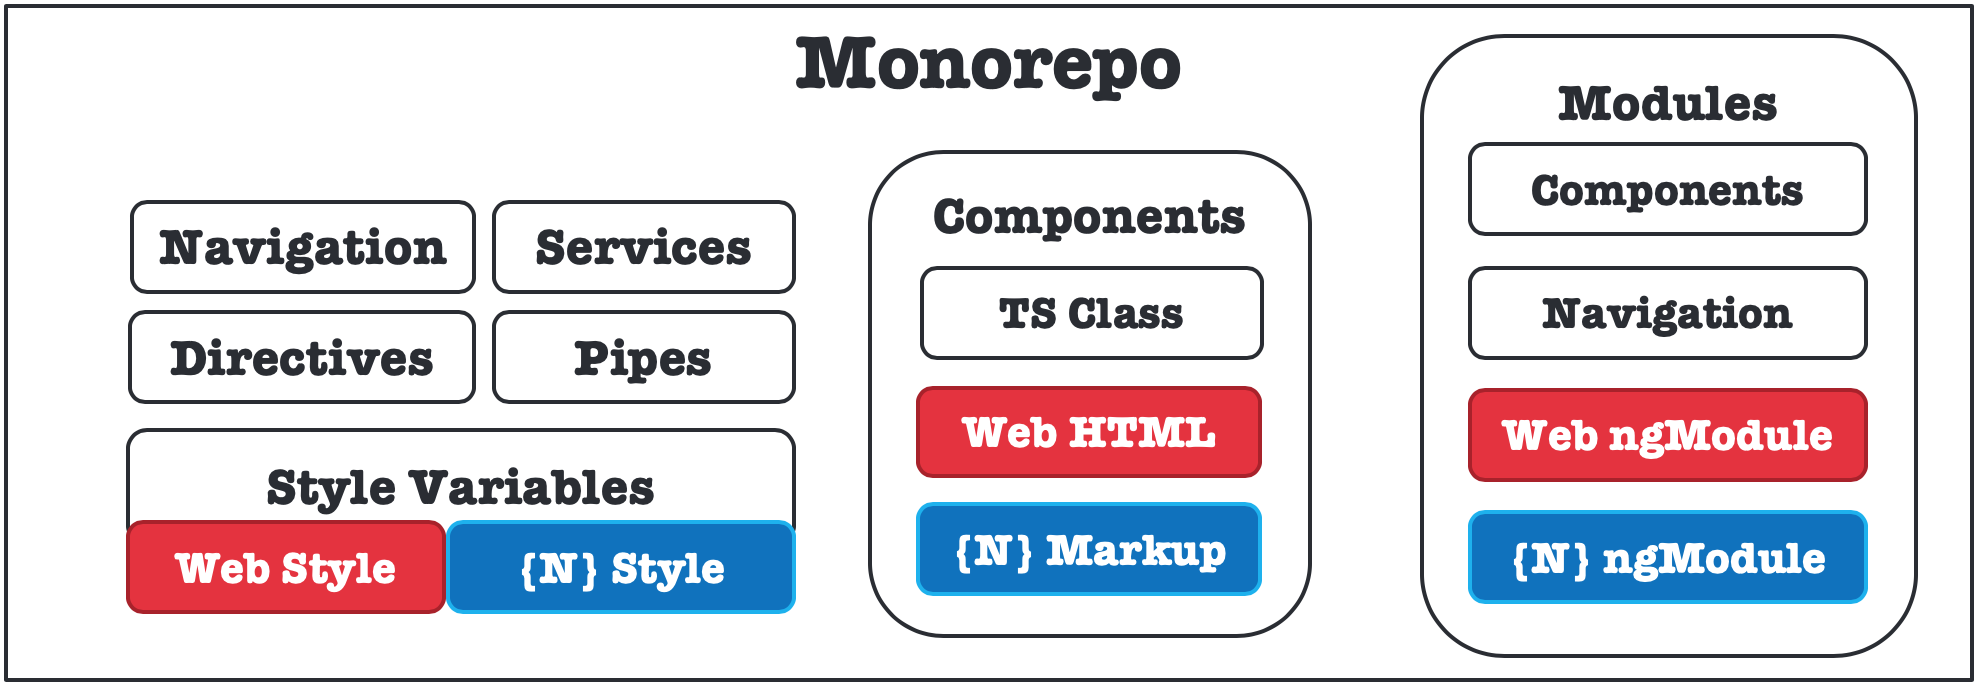 Monorepo
Navigation
Services
Directives
Pipes
Style Variables
Web Style
{N} Style
Components
TS Class
Web HTML
{N} Markup
Modules
Components
Navigation
Web ngModule
{N} ngModule